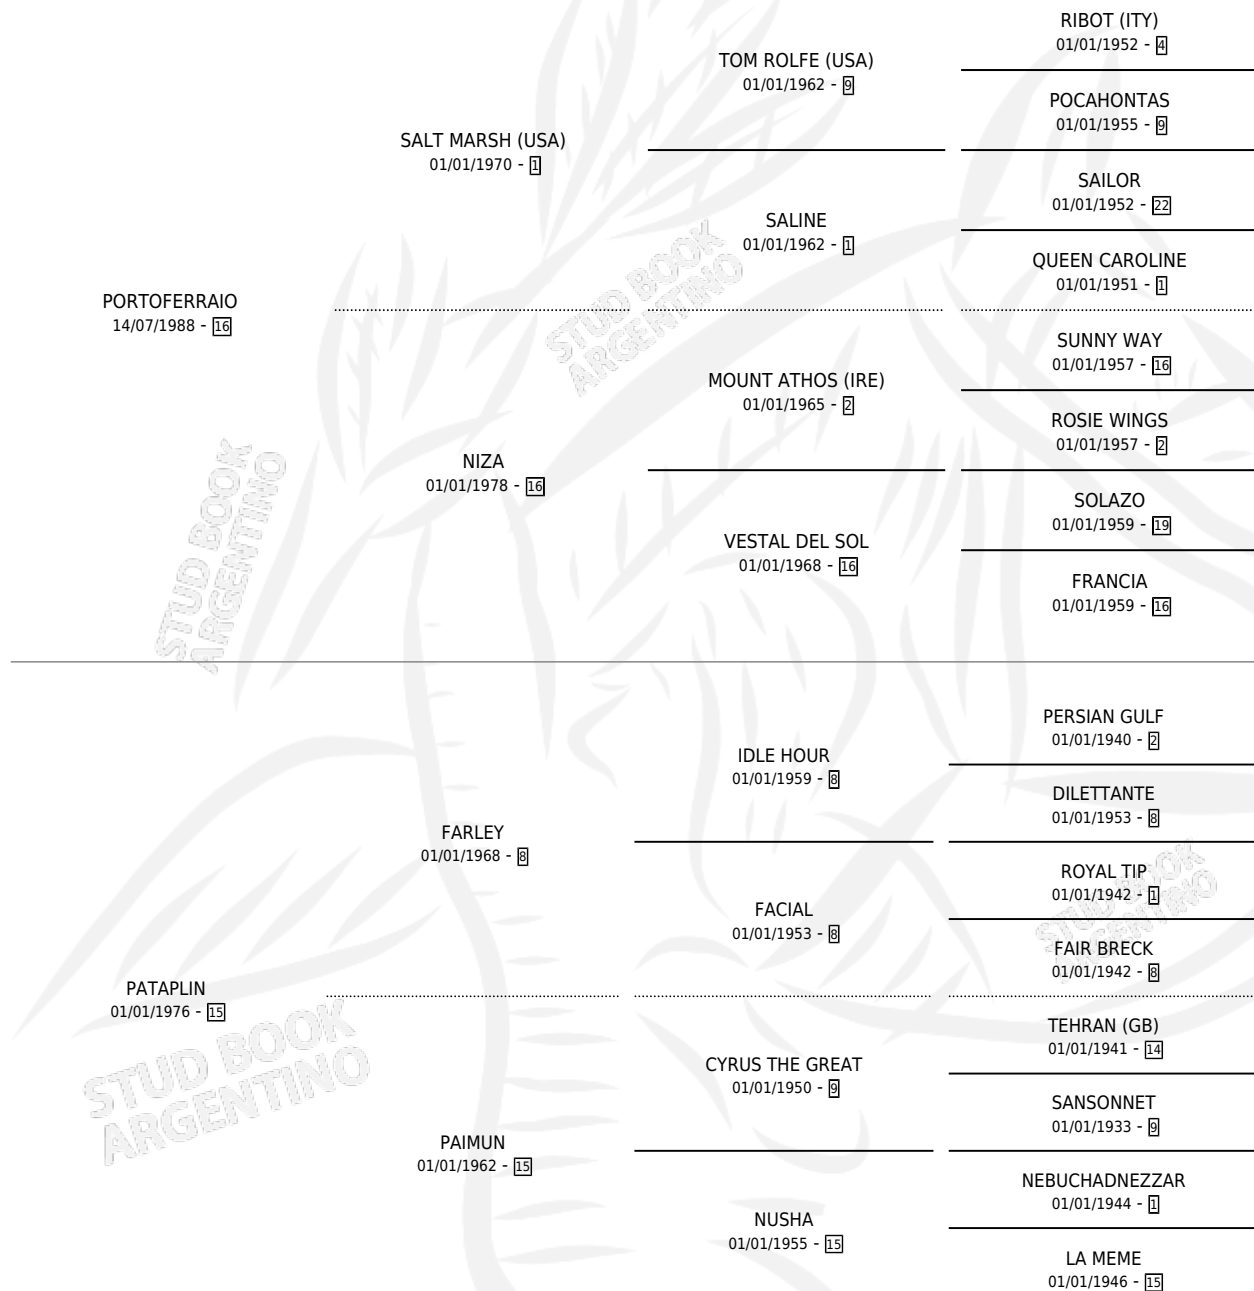 RIBOT (ITY)
01/01/1952 - 4
TOM ROLFE (USA)
01/01/1962 - 9
POCAHONTAS
01/01/1955 - 9
SALT MARSH (USA)
01/01/1970 - 1
SAILOR
01/01/1952 - 22
SALINE
01/01/1962 - 1
QUEEN CAROLINE
01/01/1951 - 1
PORTOFERRAIO
14/07/1988 - 16
SUNNY WAY
01/01/1957 - 16
MOUNT ATHOS (IRE)
01/01/1965 - 2
ROSIE WINGS
01/01/1957 - 2
NIZA
01/01/1978 - 16
SOLAZO
01/01/1959 - 19
VESTAL DEL SOL
01/01/1968 - 16
FRANCIA
01/01/1959 - 16
PERSIAN GULF
01/01/1940 - 2
IDLE HOUR
01/01/1959 - 8
DILETTANTE
01/01/1953 - 8
FARLEY
01/01/1968 - 8
ROYAL TIP
01/01/1942 - 1
FACIAL
01/01/1953 - 8
FAIR BRECK
01/01/1942 - 8
PATAPLIN
01/01/1976 - 15
TEHRAN (GB)
01/01/1941 - 14
CYRUS THE GREAT
01/01/1950 - 9
SANSONNET
01/01/1933 - 9
PAIMUN
01/01/1962 - 15
NEBUCHADNEZZAR
01/01/1944 - 1
NUSHA
01/01/1955 - 15
LA MEME
01/01/1946 - 15
STUD BOOK
ARGENTINO
STUD BOOK
ARGENTINO
STUD BOOK
ARGENTINO
STUD BOOK
ARGENTINO